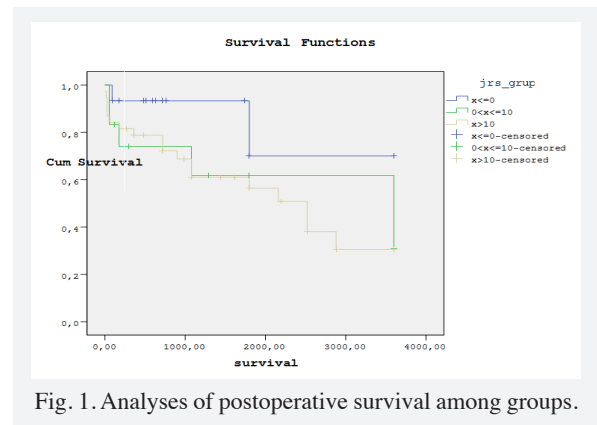 Survival Functions
jrs_grup
x<=0
0<x<=10
x>10
x<=0-censored
0<x<=10-censored
x>10-censored
1,0
0,8
Cum Survival
0,6
0,4
0,2
0,0
0,00 1000,00 2000,00 3000,00 4000,00
survival
Fig. 1. Analyses of postoperative survival among groups.